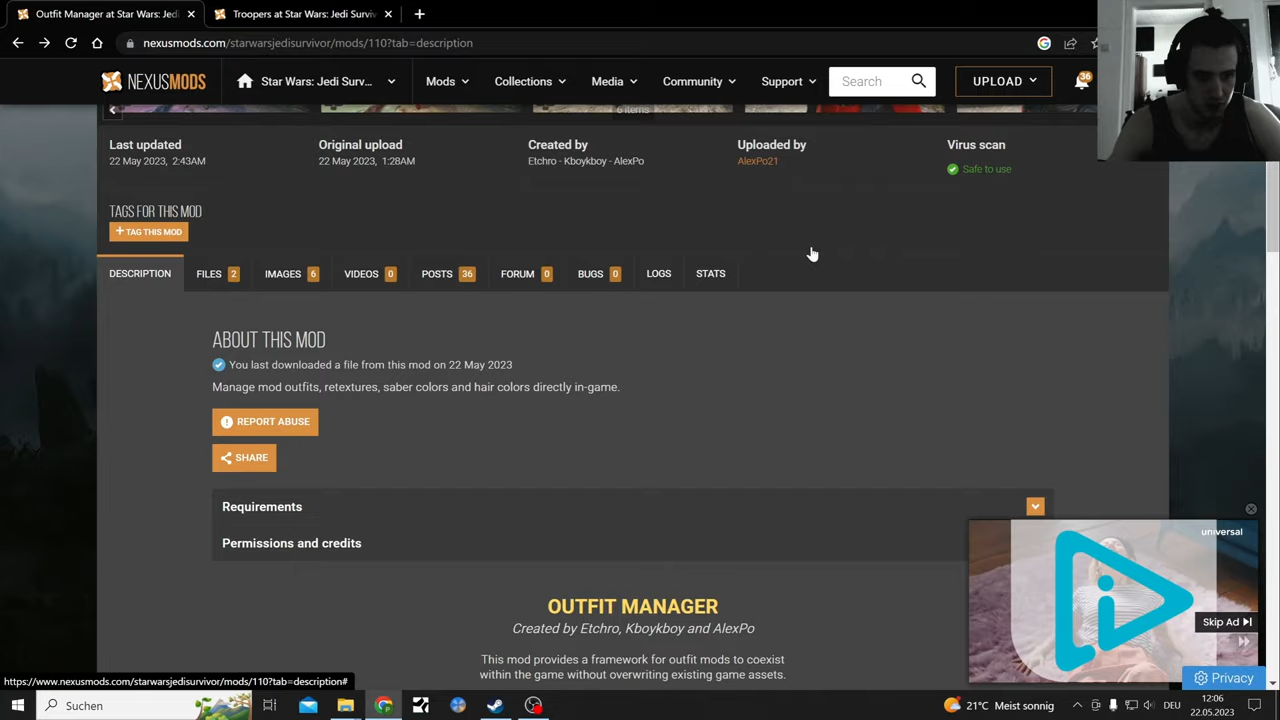 Outfit Manager at Star Wars: Jedi
Troopers at Star Wars: Jedi Surviv
nexusmods.com/starwarsjedisurvivor/mods/110?tab=description
NEXUSMODS
Star Wars: Jedi Surv...
Mods
Collections
Media
Community
Support
Search
UPLOAD
36
6 items
Last updated
22 May 2023, 2:43AM
Original upload
22 May 2023, 1:28AM
Created by
Etchro - Kboykboy - AlexPo
Uploaded by
AlexPo21
Virus scan
Safe to use
TAGS FOR THIS MOD
+ TAG THIS MOD
DESCRIPTION
FILES 2
IMAGES 6
VIDEOS 0
POSTS 36
FORUM 0
BUGS 0
LOGS
STATS
ABOUT THIS MOD
You last downloaded a file from this mod on 22 May 2023
Manage mod outfits, retextures, saber colors and hair colors directly in-game.
REPORT ABUSE
SHARE
Requirements
Permissions and credits
OUTFIT MANAGER
Created by Etchro, Kboykboy and AlexPo
This mod provides a framework for outfit mods to coexist
within the game without overwriting existing game assets.
universal
Skip Ad
Privacy
https://www.nexusmods.com/starwarsjedisurvivor/mods/110?tab=description#
Suchen
21°C Meist sonnig
DEU
12:06
22.05.2023